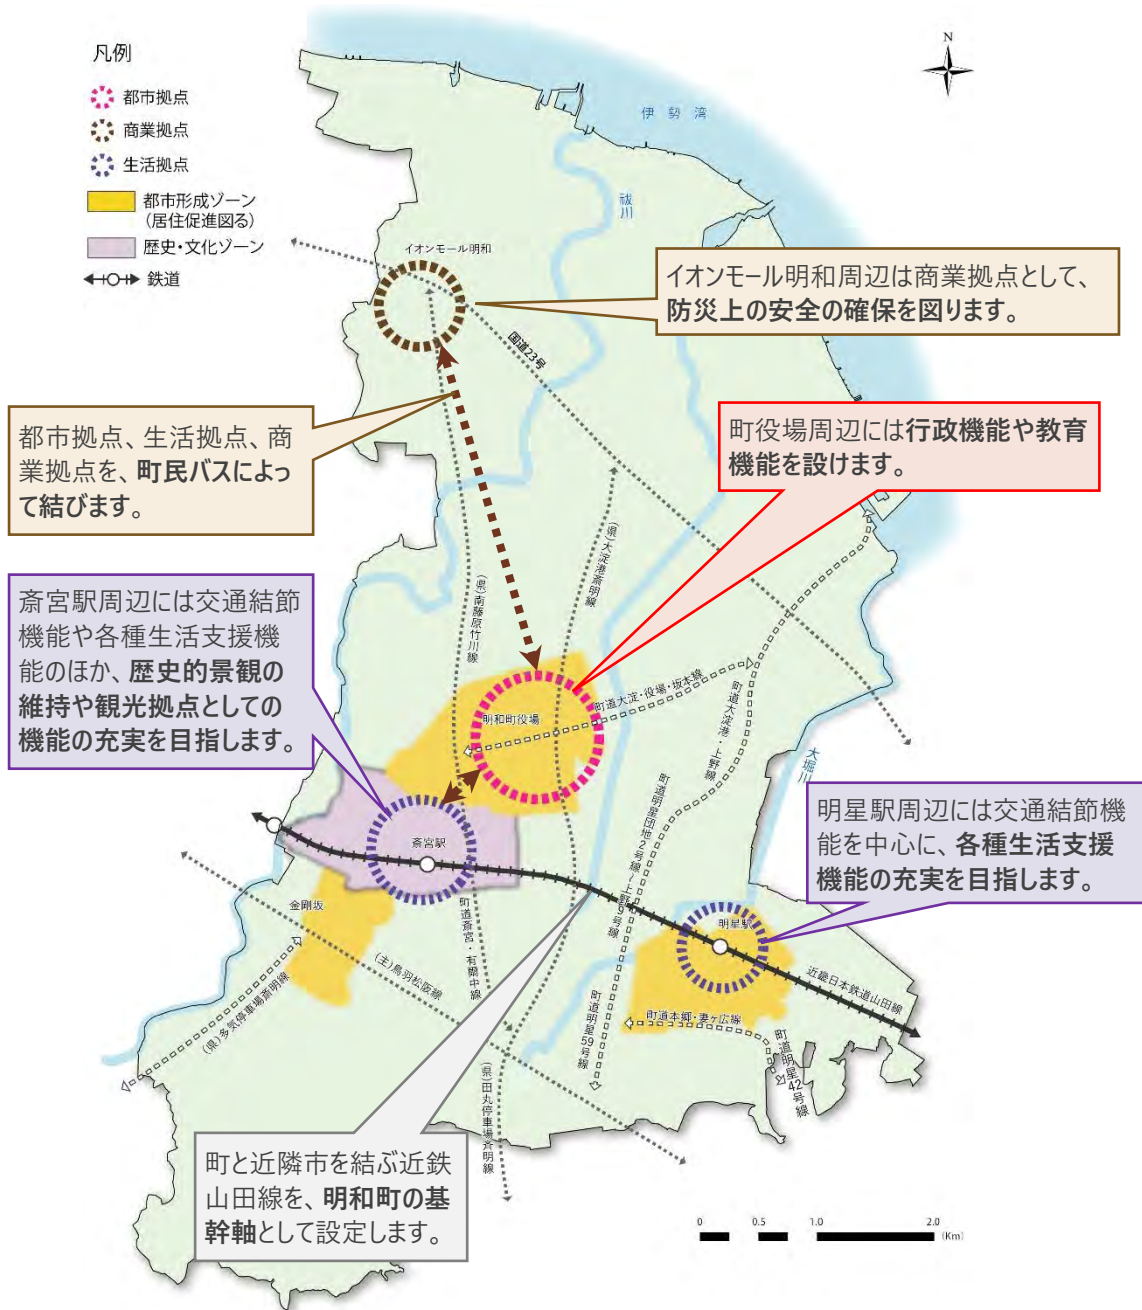 凡例
都市拠点
商業拠点
生活拠点
都市形成ゾーン
(居住促進図る)
歴史・文化ゾーン
鉄道
N
伊勢湾
祓川
イオンモール明和
イオンモール明和周辺は商業拠点として、
防災上の安全の確保を図ります。
国道23号
都市拠点、生活拠点、商
業拠点を、町民バスによっ
て結びます。
町役場周辺には行政機能や教育
機能を設けます。
(県)大淀港斎明線
(県)南藤原竹川線
斎宮駅周辺には交通結節
機能や各種生活支援機
能のほか、歴史的景観の
維持や観光拠点としての
機能の充実を目指します。
町道大淀・役場・坂本線
明和町役場
町道大淀港・上野線
大堀川
町道明星団地2号線～上野9号線
明星駅周辺には交通結節機
能を中心に、各種生活支援
機能の充実を目指します。
斎宮駅
金剛坂
町道斎宮・有爾中線
明星駅
近畿日本鉄道山田線
(主)鳥羽松阪線
(県)多気停車場斎明線
町道明星59号線
町道本郷・妻ヶ広線
町道明星42号線
(県)田丸停車場斎明線
町と近隣市を結ぶ近鉄
山田線を、明和町の基
幹軸として設定します。
0 0.5 1.0 2.0
(Km)